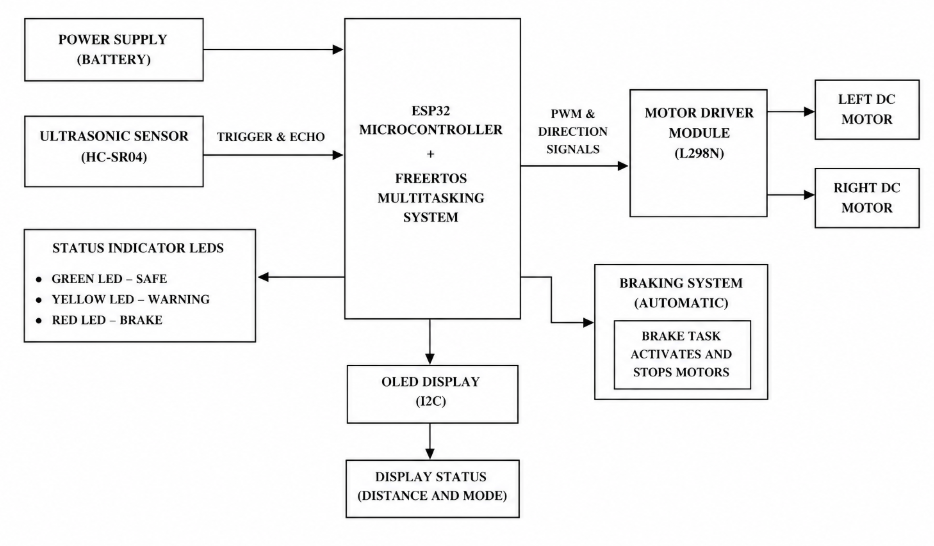 POWER SUPPLY
(BATTERY)
ULTRASONIC SENSOR
(HC-SR04)
TRIGGER & ECHO
STATUS INDICATOR LEDS
● GREEN LED – SAFE
● YELLOW LED – WARNING
● RED LED – BRAKE
ESP32
MICROCONTROLLER
+
FREERTOS
MULTITASKING
SYSTEM
PWM &
DIRECTION
SIGNALS
MOTOR DRIVER
MODULE
(L298N)
LEFT DC
MOTOR
RIGHT DC
MOTOR
BRAKING SYSTEM
(AUTOMATIC)
BRAKE TASK
ACTIVATES AND
STOPS MOTORS
OLED DISPLAY
(I2C)
DISPLAY STATUS
(DISTANCE AND MODE)